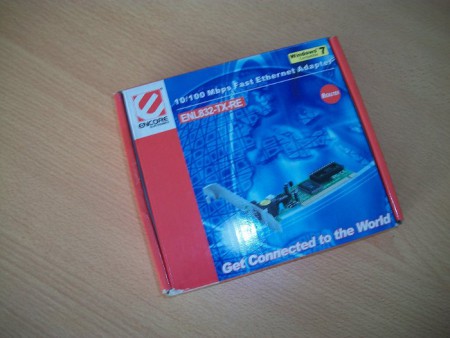 Windows 7
10/100 Mbps Fast Ethernet Adapter
ENL832-TX-RE
ENCORE
Get Connected to the World